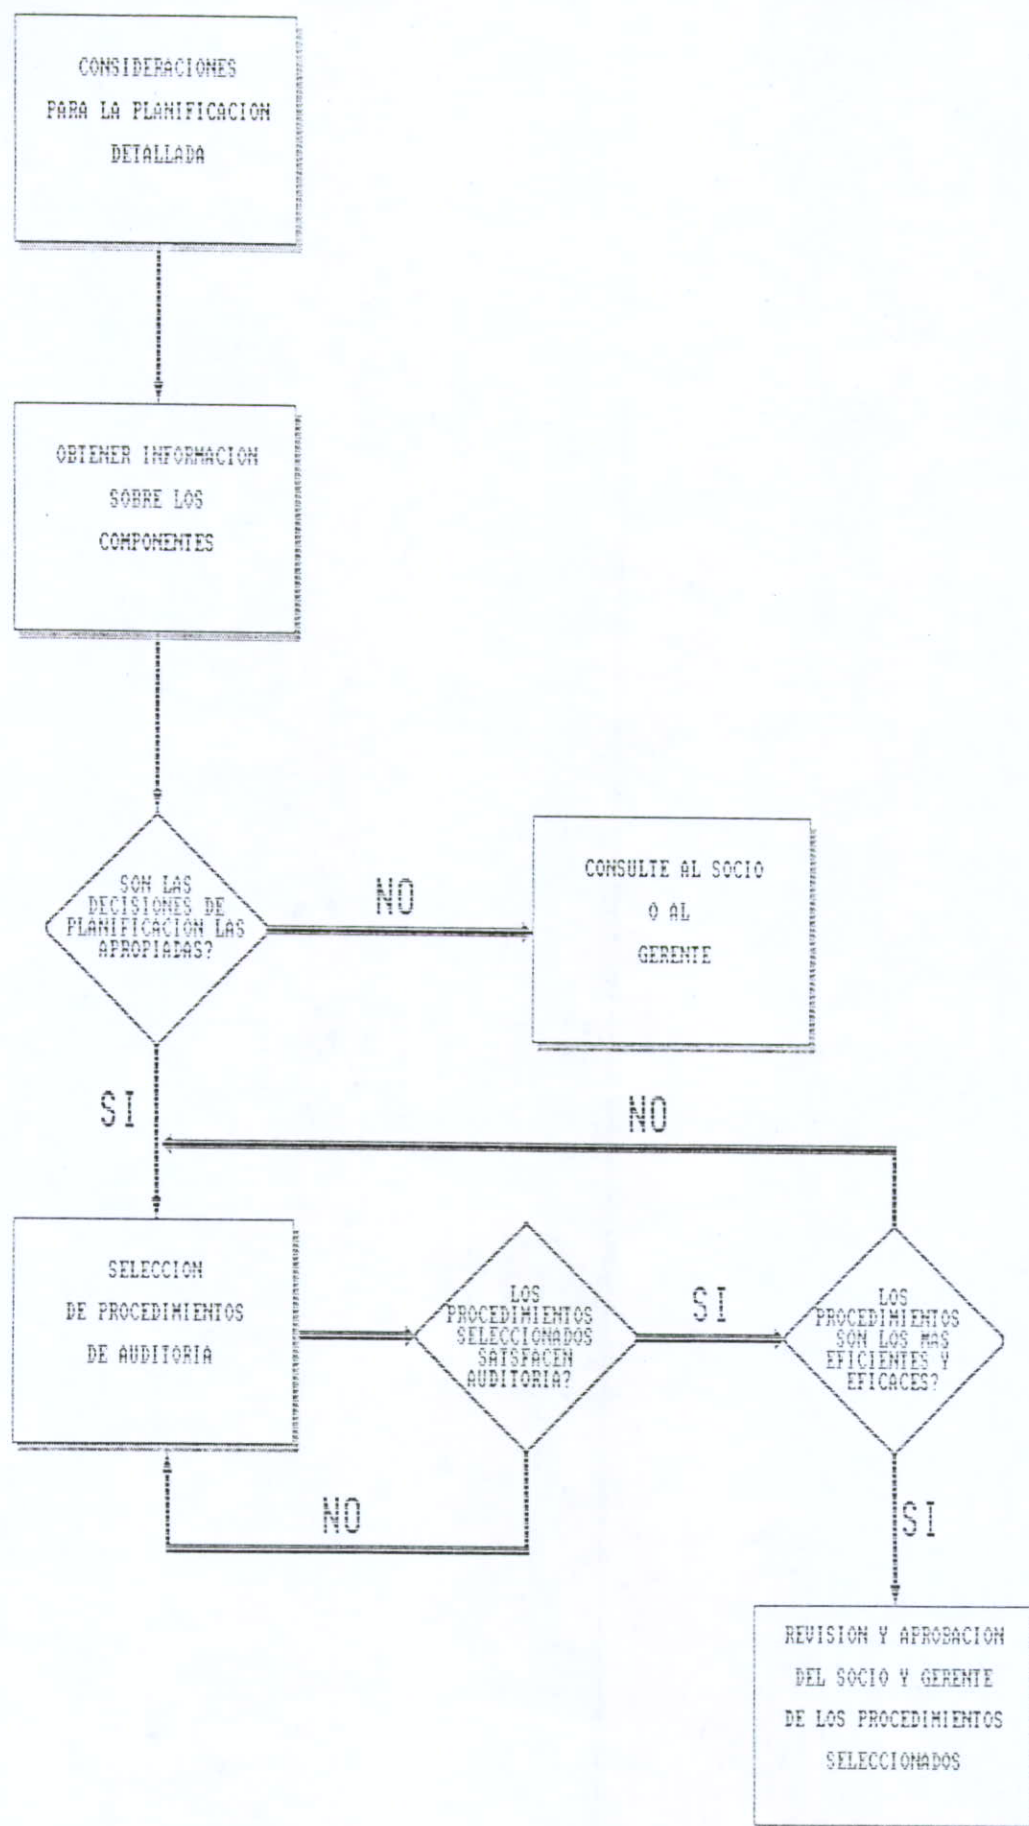 CONSIDERACIONES
PARA LA PLANIFICACION
DETALLADA
OBTENER INFORMACION
SOBRE LOS
COMPONENTES
SON LAS
DECISIONES DE
PLANIFICACION LAS
APROPIADAS?
NO
CONSULTE AL SOCIO
O AL
GERENTE
SI
NO
SELECCION
DE PROCEDIMIENTOS
DE AUDITORIA
LOS
PROCEDIMIENTOS
SELECCIONADOS
SATISFACEN
AUDITORIA?
SI
LOS
PROCEDIMIENTOS
SON LOS MAS
EFICIENTES Y
EFICACES?
NO
SI
REVISION Y APROBACION
DEL SOCIO Y GERENTE
DE LOS PROCEDIMIENTOS
SELECCIONADOS